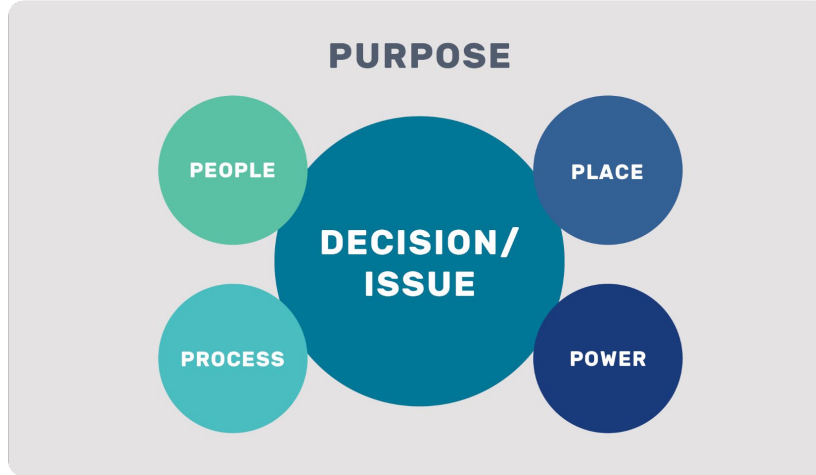 PURPOSE
PEOPLE
PLACE
DECISION/
ISSUE
PROCESS
POWER